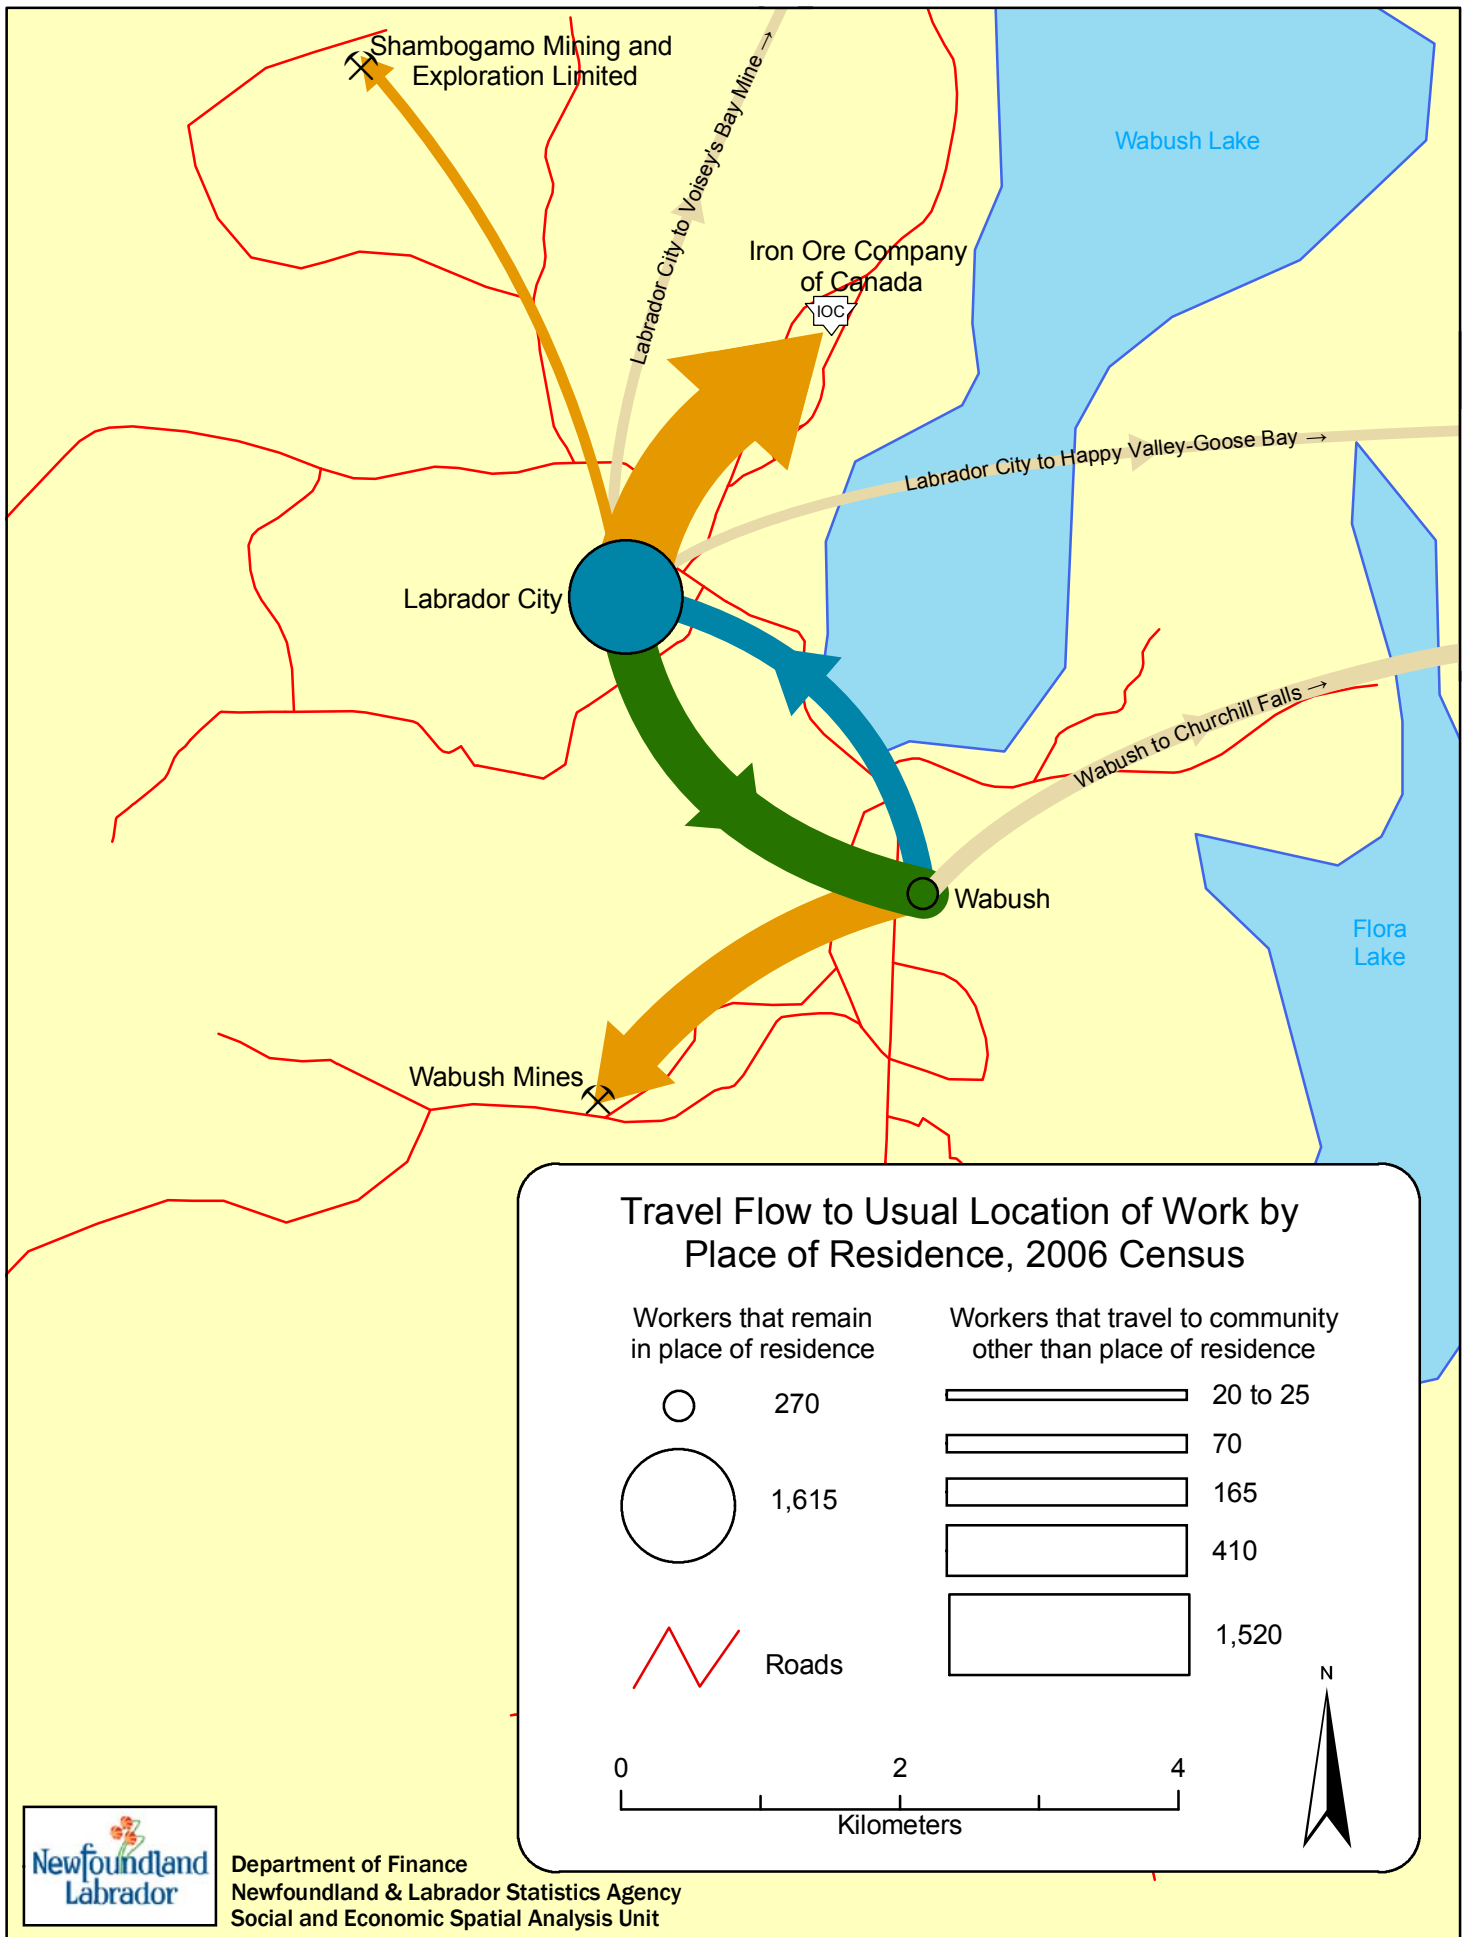 Shambogamo Mining and
Exploration Limited
Labrador City to Voisey's Bay Mine →
Wabush Lake
Iron Ore Company
of Canada
IOC
Labrador City to Happy Valley-Goose Bay →
Labrador City
Wabush to Churchill Falls →
Wabush
Flora
Lake
Wabush Mines
Travel Flow to Usual Location of Work by
Place of Residence, 2006 Census
Workers that remain
in place of residence
270
1,615
Roads
Workers that travel to community
other than place of residence
20 to 25
70
165
410
1,520
N
0 2 4
Kilometers
Newfoundland
Labrador
Department of Finance
Newfoundland & Labrador Statistics Agency
Social and Economic Spatial Analysis Unit